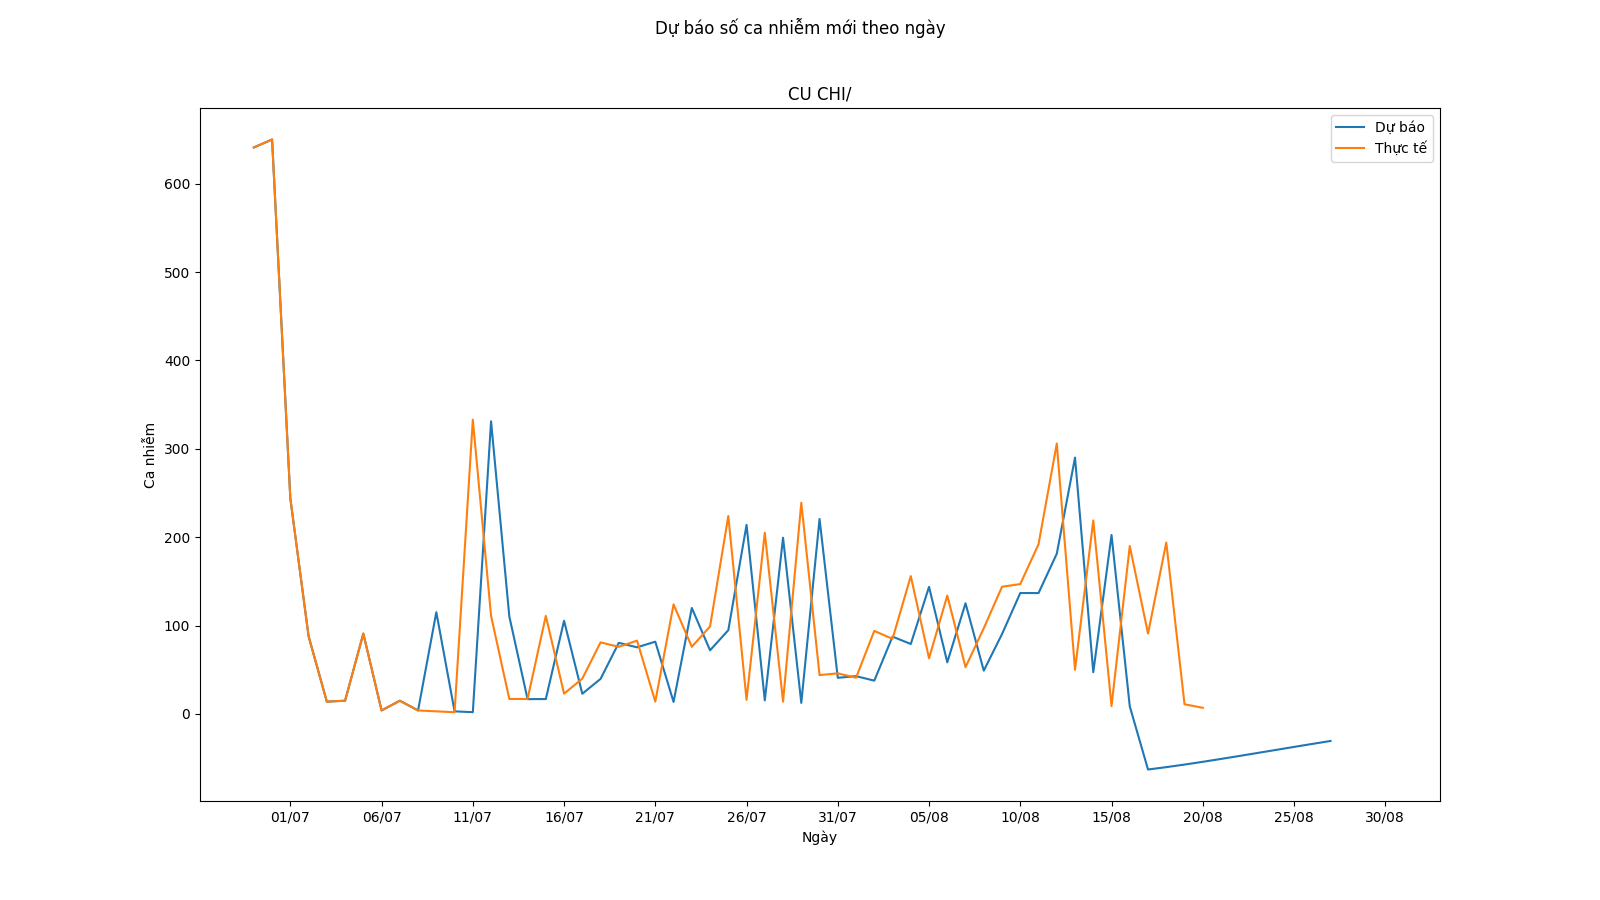 Dự báo số ca nhiễm mới theo ngày
CU CHI/
Dự báo
Thực tế
600
500
400
300
200
100
0
Ca nhiễm
01/07 06/07 11/07 16/07 21/07 26/07 31/07 05/08 10/08 15/08 20/08 25/08 30/08
Ngày